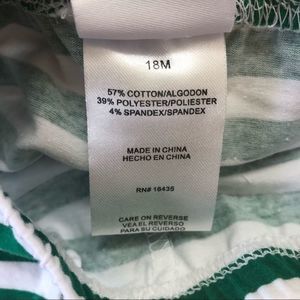 18M
57% COTTON/ALGODON
39% POLYESTER/POLIESTER
4% SPANDEX/SPANDEX
MADE IN CHINA
HECHO EN CHINA
RN# 16435
CARE ON REVERSE
VEA EL REVERSO
PARA SU CUIDADO